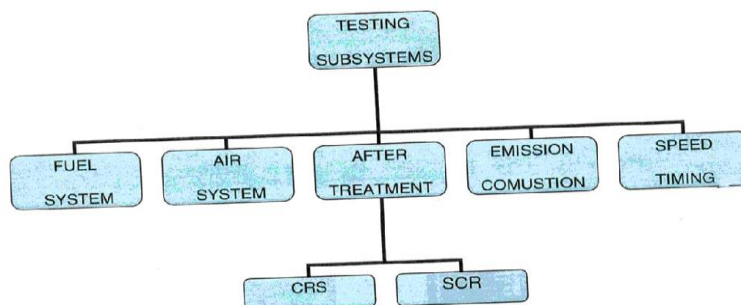 TESTING
SUBSYSTEMS
FUEL
SYSTEM
AIR
SYSTEM
AFTER
TREATMENT
EMISSION
COMUSTION
SPEED
TIMING
CRS
SCR